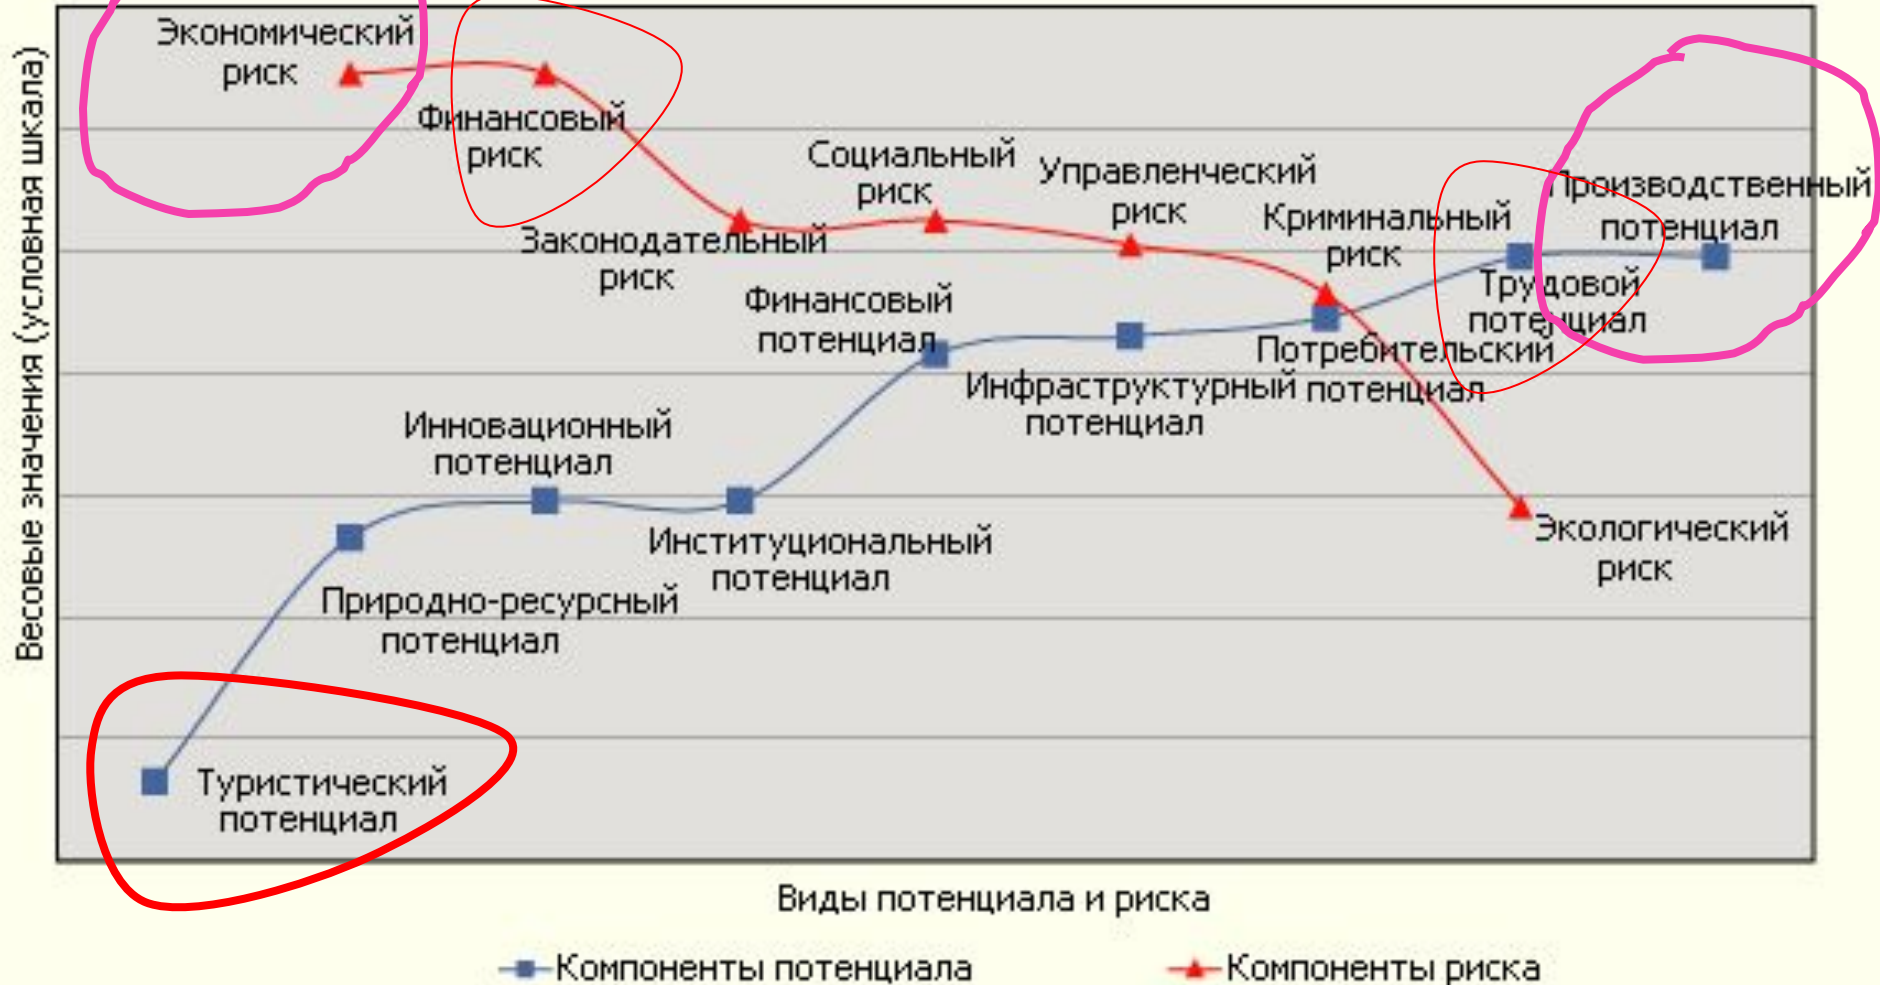 Весовые значения (условная шкала)
Экономический
риск
Финансовый
риск
Законодательный
риск
Социальный
риск
Управленческий
риск
Криминальный
риск
Производственный
потенциал
Трудовой
потенциал
Финансовый
потенциал
Потребительский
потенциал
Инфраструктурный
потенциал
Инновационный
потенциал
Институциональный
потенциал
Экологический
риск
Природно-ресурсный
потенциал
Туристический
потенциал
Виды потенциала и риска
Компоненты потенциала
Компоненты риска